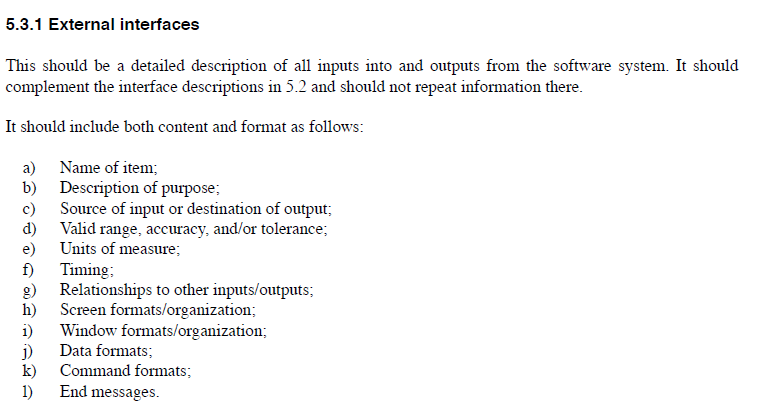 5.3.1 External interfaces
This should be a detailed description of all inputs into and outputs from the software system. It should
complement the interface descriptions in 5.2 and should not repeat information there.
It should include both content and format as follows:
a) Name of item;
b) Description of purpose;
c) Source of input or destination of output;
d) Valid range, accuracy, and/or tolerance;
e) Units of measure;
f) Timing;
g) Relationships to other inputs/outputs;
h) Screen formats/organization;
i) Window formats/organization;
j) Data formats;
k) Command formats;
l) End messages.